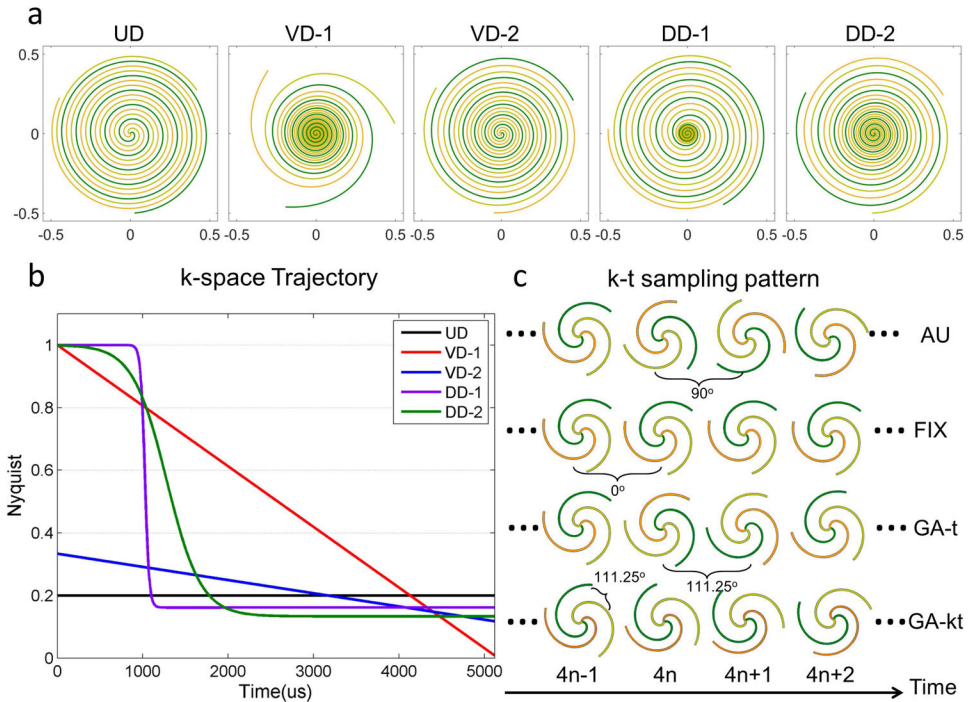 a
UD VD-1 VD-2 DD-1 DD-2
0.5
0
-0.5
-0.5 0 0.5 -0.5 0 0.5 -0.5 0 0.5 -0.5 0 0.5 -0.5 0 0.5
b k-space Trajectory
1
0.8
0.6
0.4
0.2
0
Nyquist
UD
VD-1
VD-2
DD-1
DD-2
0 1000 2000 3000 4000 5000
Time(us)
c k-t sampling pattern
••• ••• AU
90°
••• ••• FIX
0°
••• ••• GA-t
111.25° 111.25°
••• ••• GA-kt
4n-1 4n 4n+1 4n+2
Time